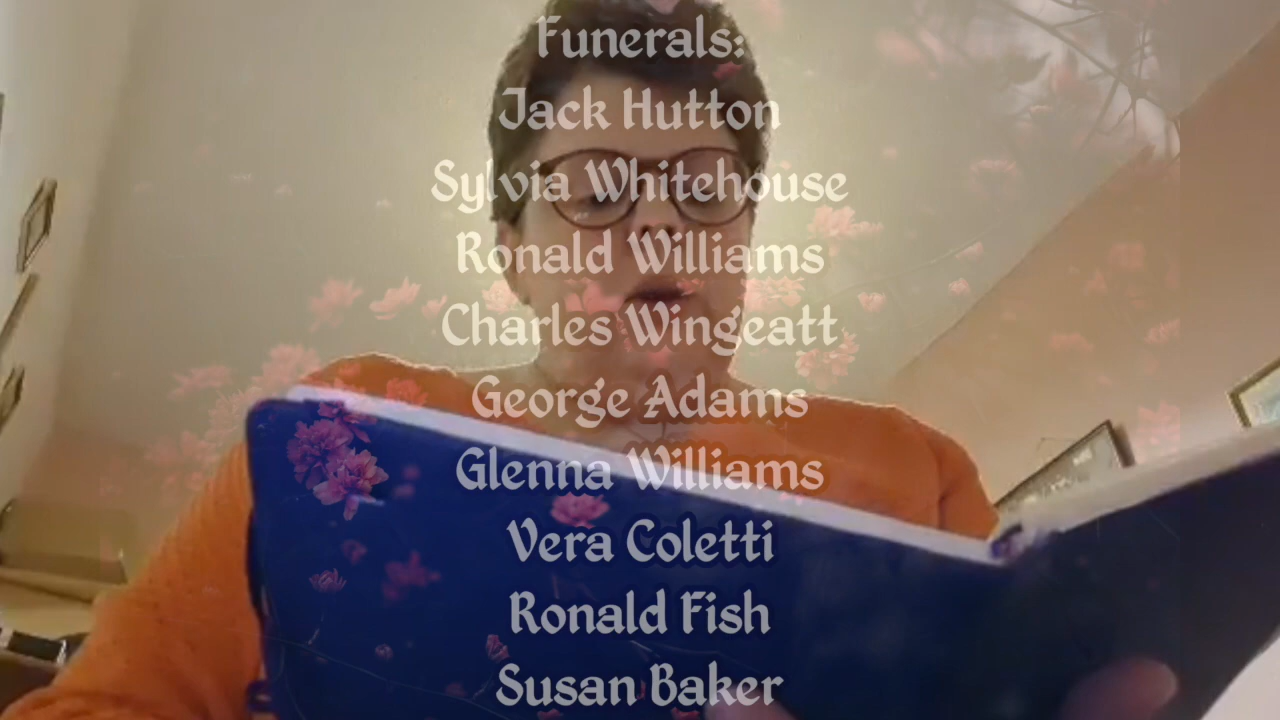 Funerals:
Jack Hutton
Sylvia Whitehouse
Ronald Williams
Charles Wingeatt
George Adams
Glenna Williams
Vera Coletti
Ronald Fish
Susan Baker